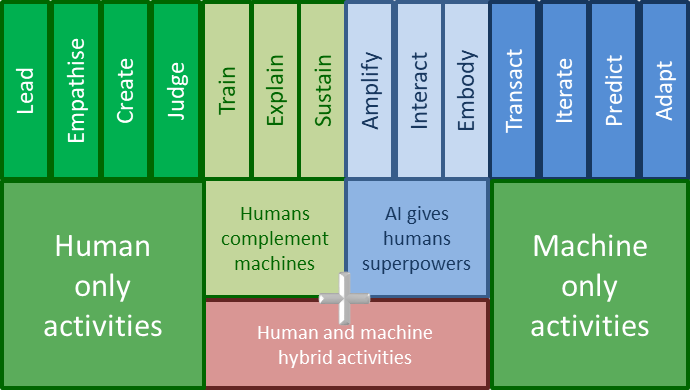 Lead
Empathise
Create
Judge
Train
Explain
Sustain
Amplify
Interact
Embody
Transact
Iterate
Predict
Adapt
Human
only
activities
Humans
complement
machines
AI gives
humans
superpowers
Machine
only
activities
Human and machine
hybrid activities